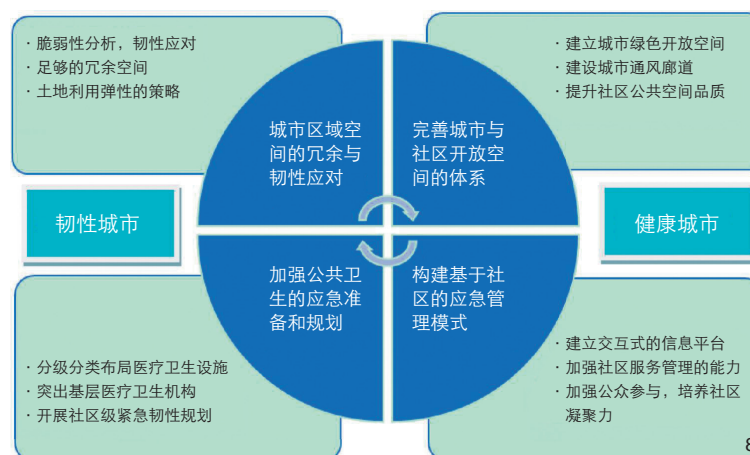 · 脆弱性分析，韧性应对
· 足够的冗余空间
· 土地利用弹性的策略
· 建立城市绿色开放空间
· 建设城市通风廊道
· 提升社区公共空间品质
城市区域空
间的冗余与
韧性应对
完善城市与
社区开放空
间的体系
韧性城市
健康城市
加强公共卫
生的应急准
备和规划
构建基于社
区的应急管
理模式
· 分级分类布局医疗卫生设施
· 突出基层医疗卫生机构
· 开展社区级紧急韧性规划
· 建立交互式的信息平台
· 加强社区服务管理的能力
· 加强公众参与，培养社区
凝聚力
8